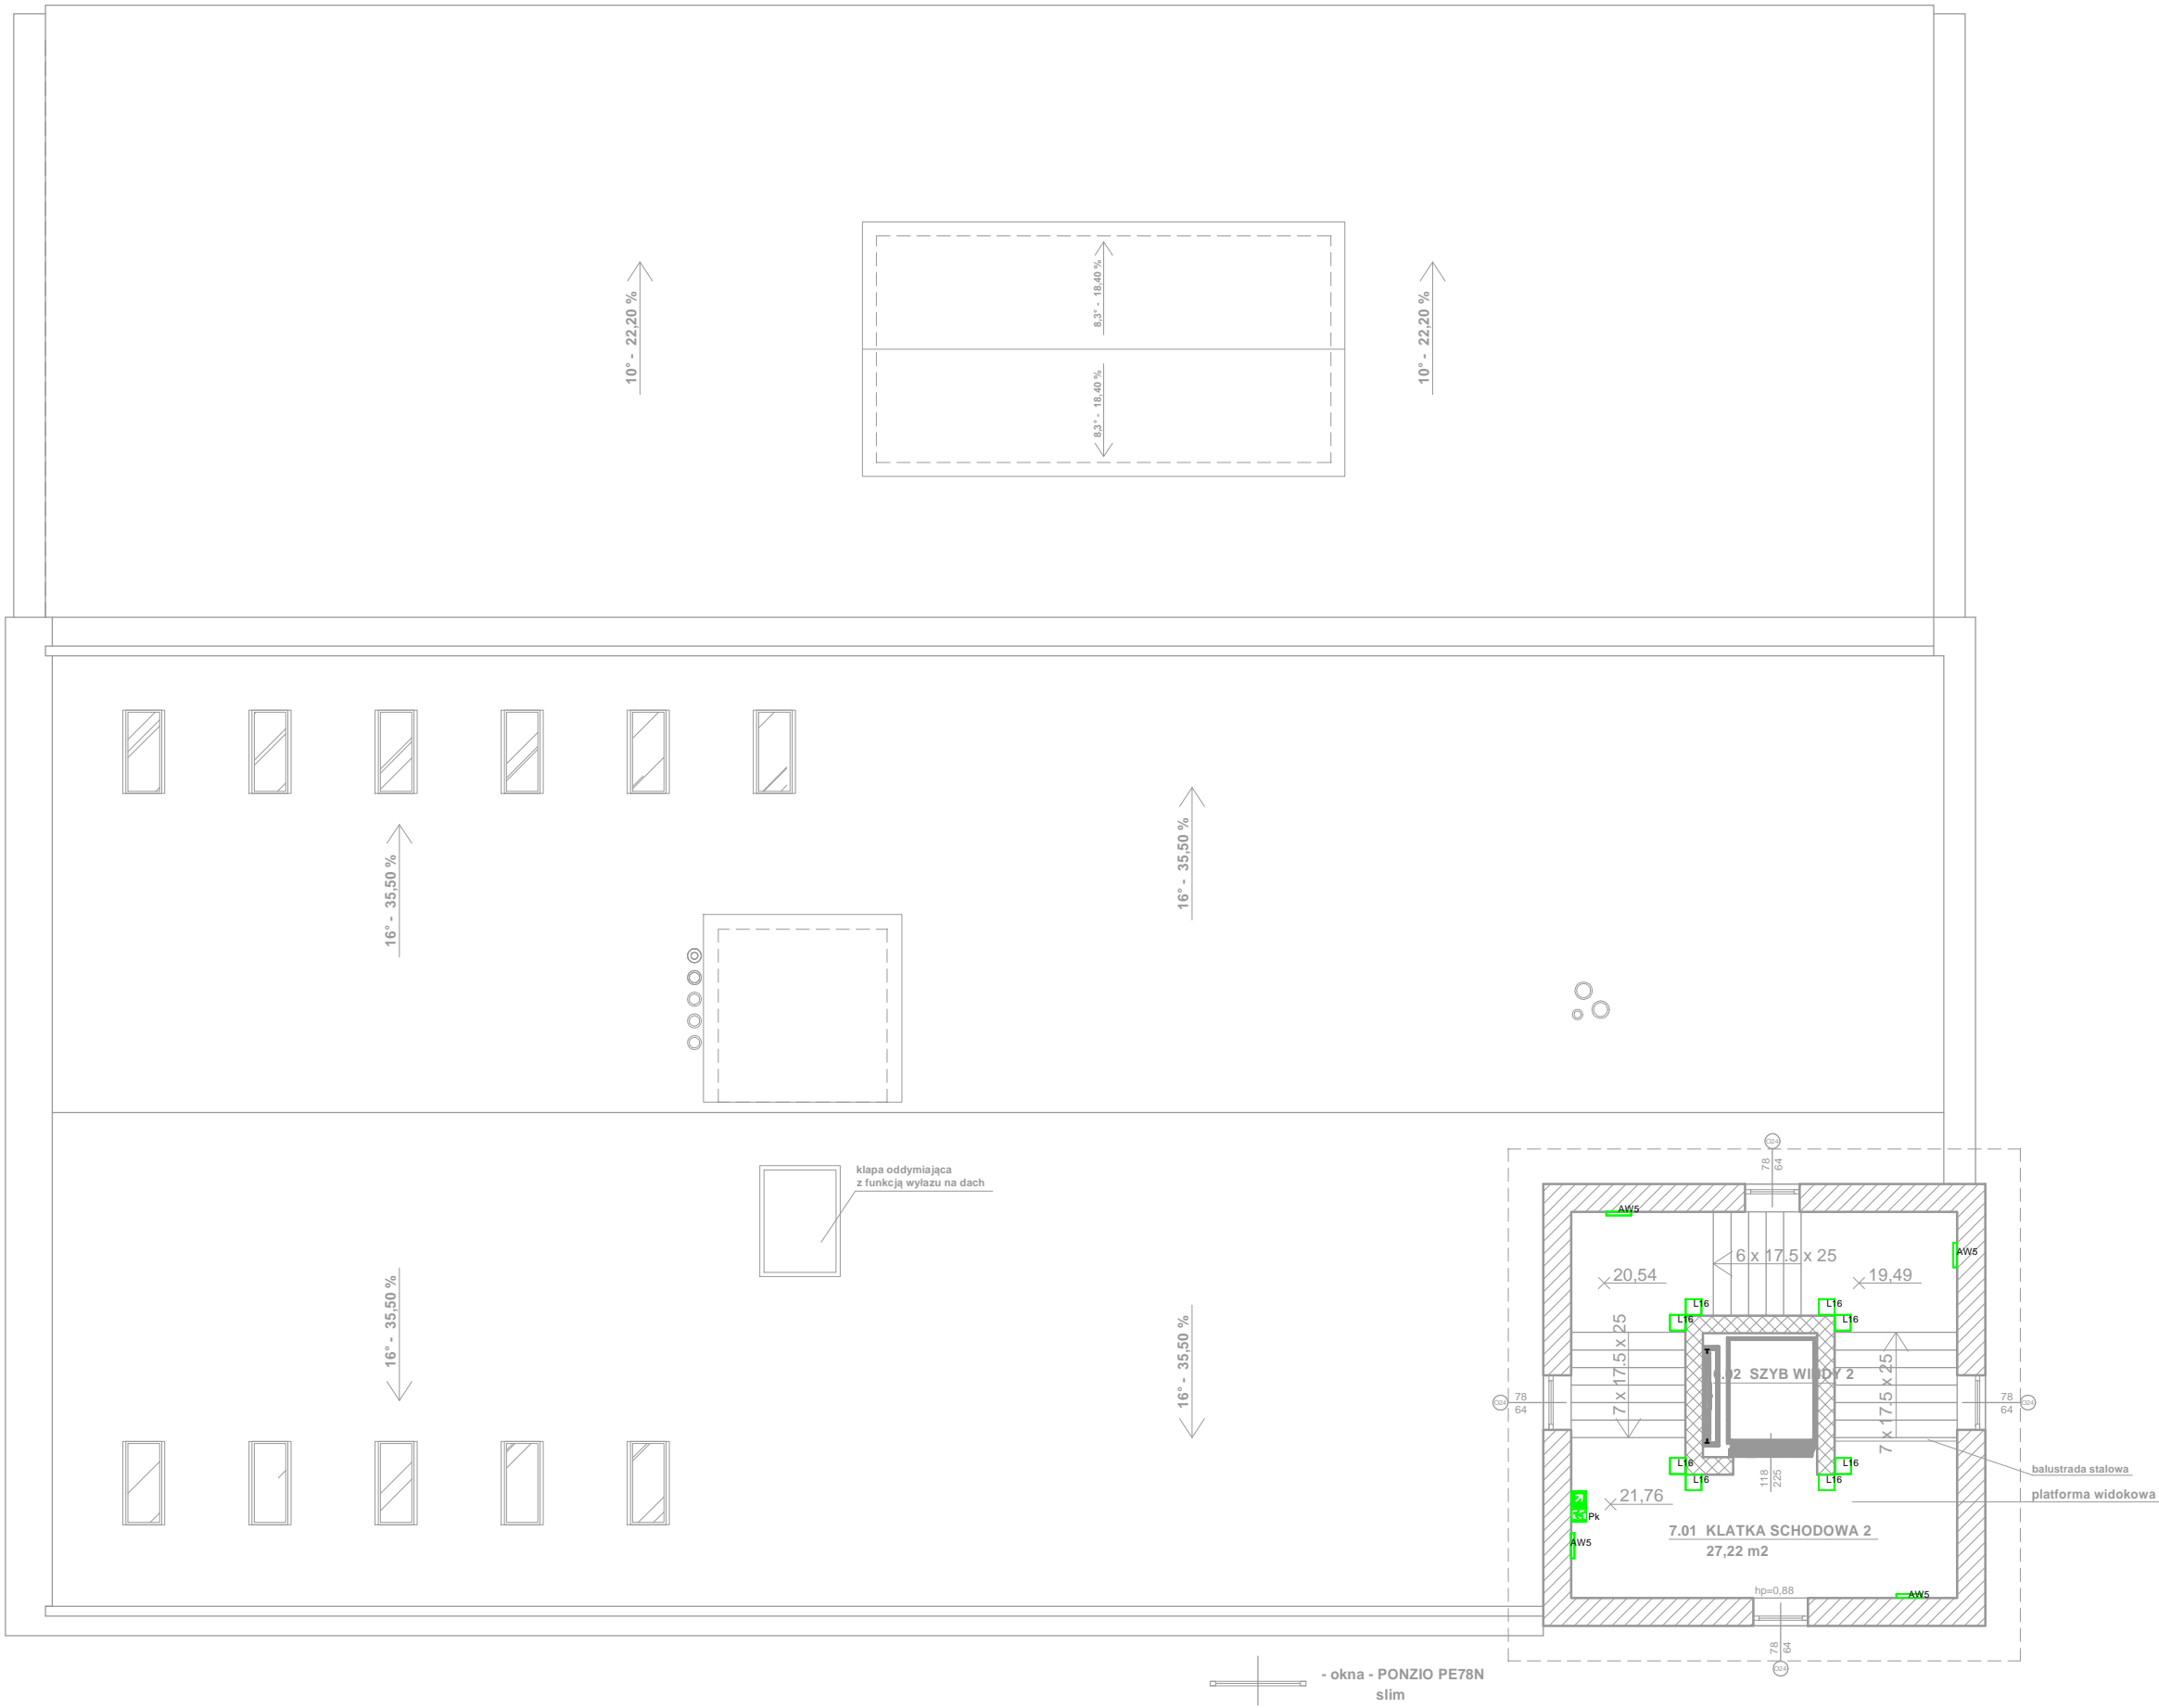 10° - 22,20 %
8,3° - 18,40 %
8,3° - 18,40 %
10° - 22,20 %
16° - 35,50 %
16° - 35,50 %
klapa oddymiająca
z funkcją wyłazu na dach
16° - 35,50 %
16° - 35,50 %
O24
78
64
AW5
AW5
6 x 17.5 x 25
20,54
19,49
L16
L16
L16
L16
7 x 17.5 x 25
SZYB WINDY 2
7 x 17.5 x 25
O24
78
64
78
64
O24
L16
L16
L16
L16
118
225
balustrada stalowa
platforma widokowa
21,76
Pk
AW5
7.01 KLATKA SCHODOWA 2
27,22 m2
hp=0,88
AW5
78
64
O24
- okna - PONZIO PE78N
slim